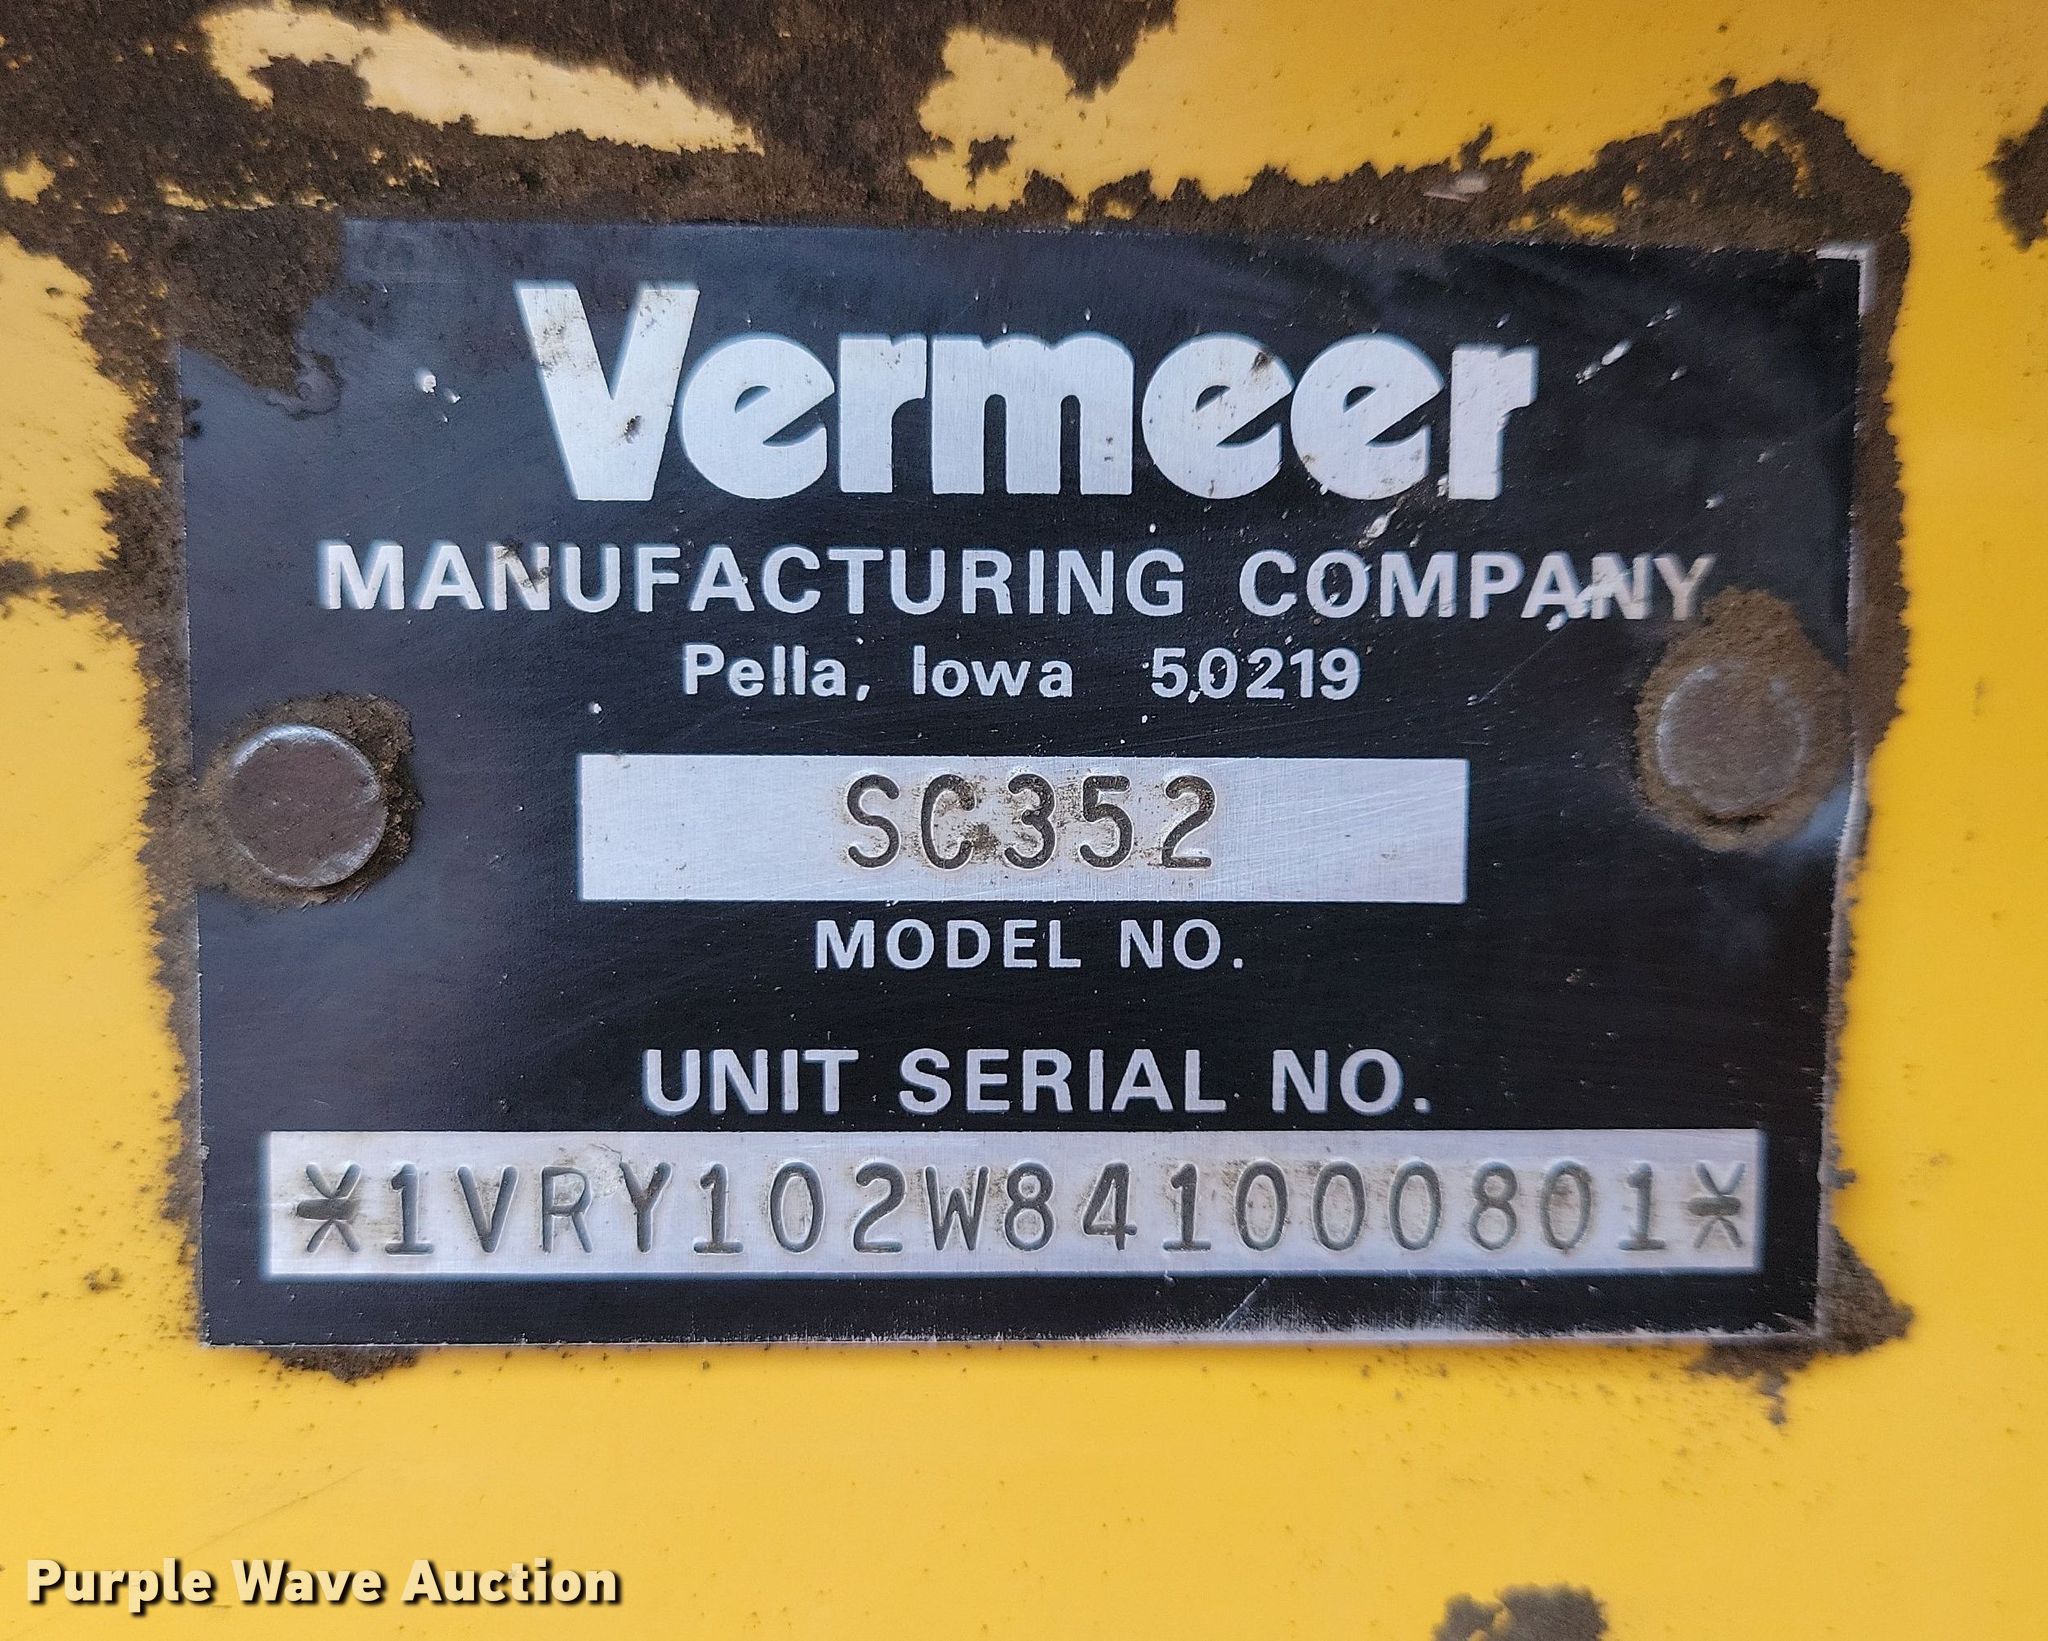 Vermeer
MANUFACTURING COMPANY
Pella, Iowa 50219
SC352
MODEL NO.
UNIT SERIAL NO.
*1VRY102W841000801*
Purple Wave Auction